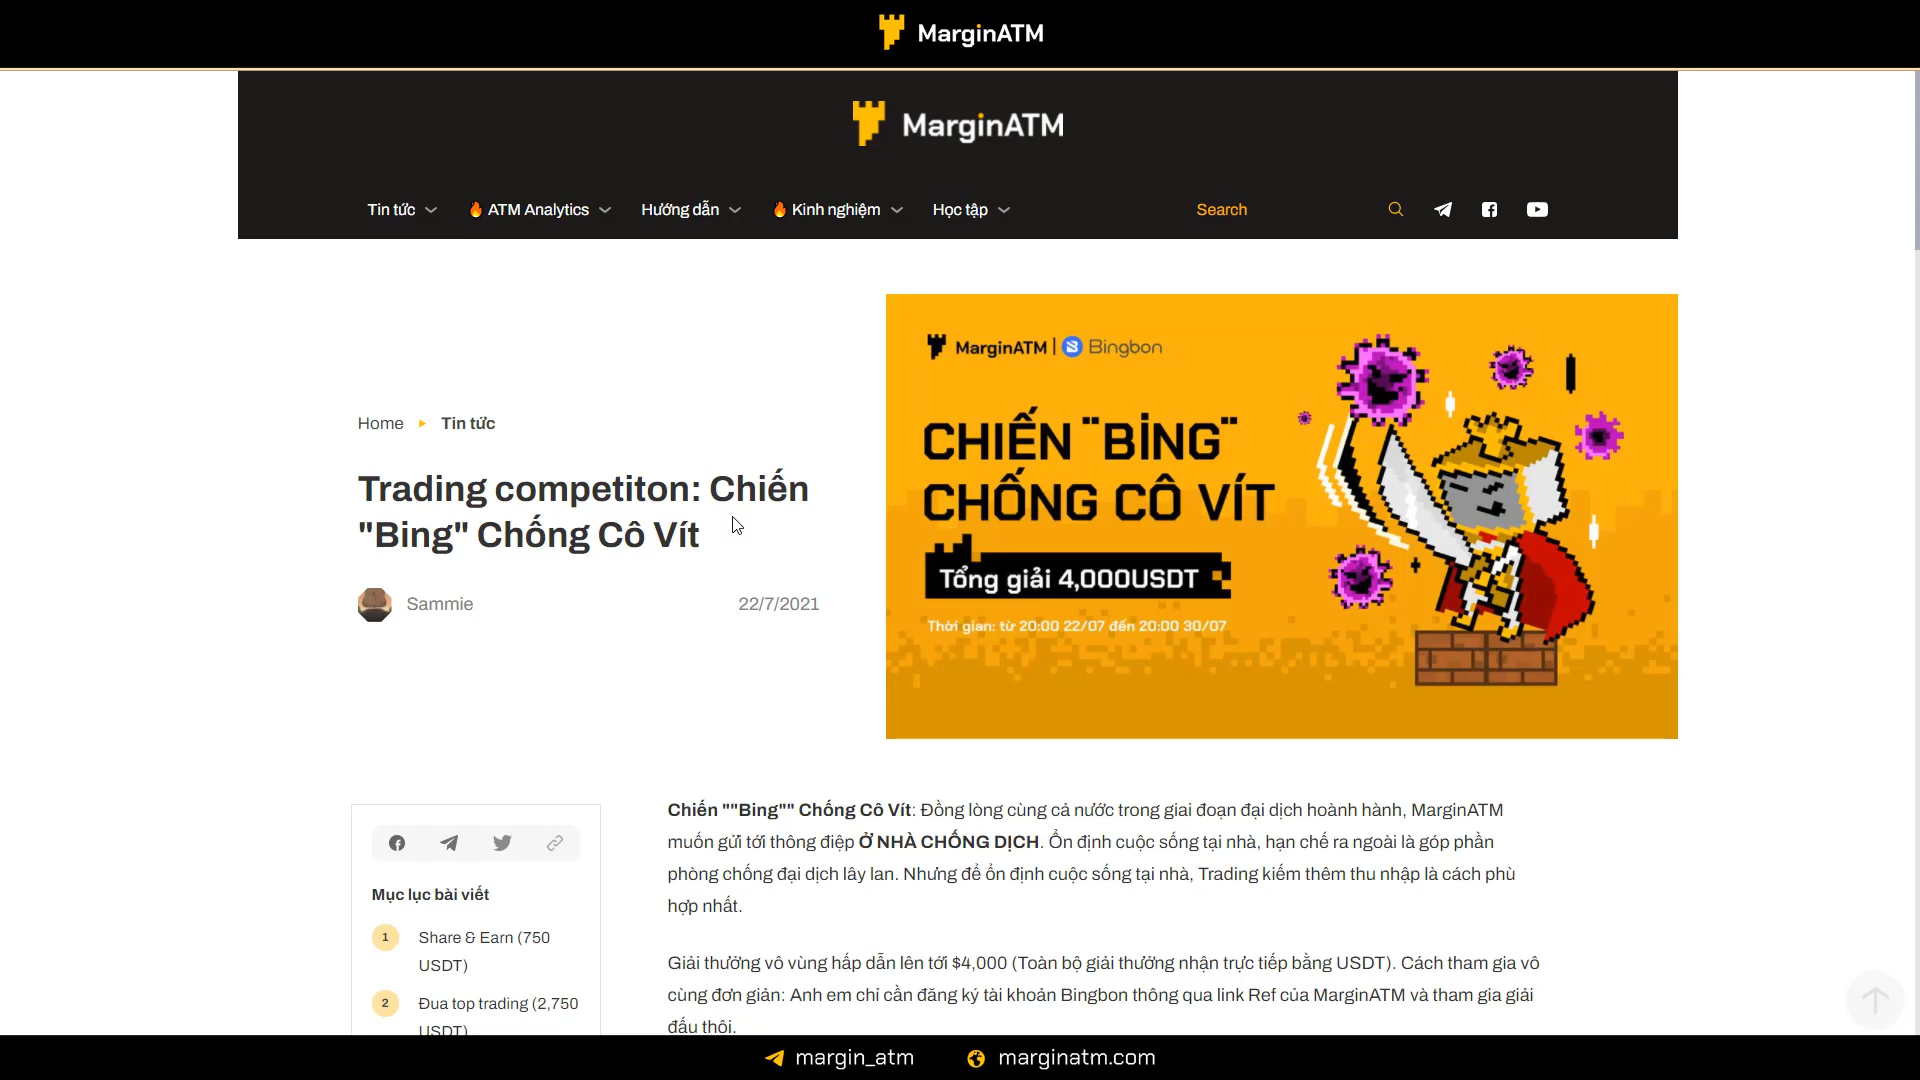 MarginATM
MarginATM
Tin tức
ATM Analytics
Hướng dẫn
Kinh nghiệm
Học tập
Search
Home
Tin tức
Trading competiton: Chiến
"Bing" Chống Cô Vít
Sammie
22/7/2021
MarginATM | Bingbon
CHIẾN "BING"
CHỐNG CÔ VÍT
Tổng giải 4,000USDT
Thời gian: từ 20:00 22/07 đến 20:00 30/07
Mục lục bài viết
1
Share & Earn (750
USDT)
2
Đua top trading (2,750
USDT)
Chiến ""Bing"" Chống Cô Vít: Đồng lòng cùng cả nước trong giai đoạn đại dịch hoành hành, MarginATM
muốn gửi tới thông điệp Ở NHÀ CHỐNG DỊCH. Ổn định cuộc sống tại nhà, hạn chế ra ngoài là góp phần
phòng chống đại dịch lây lan. Nhưng để ổn định cuộc sống tại nhà, Trading kiếm thêm thu nhập là cách phù
hợp nhất.
Giải thưởng vô vùng hấp dẫn lên tới $4,000 (Toàn bộ giải thưởng nhận trực tiếp bằng USDT). Cách tham gia vô
cùng đơn giản: Anh em chỉ cần đăng ký tài khoản Bingbon thông qua link Ref của MarginATM và tham gia giải
đấu thôi.
margin_atm
marginatm.com